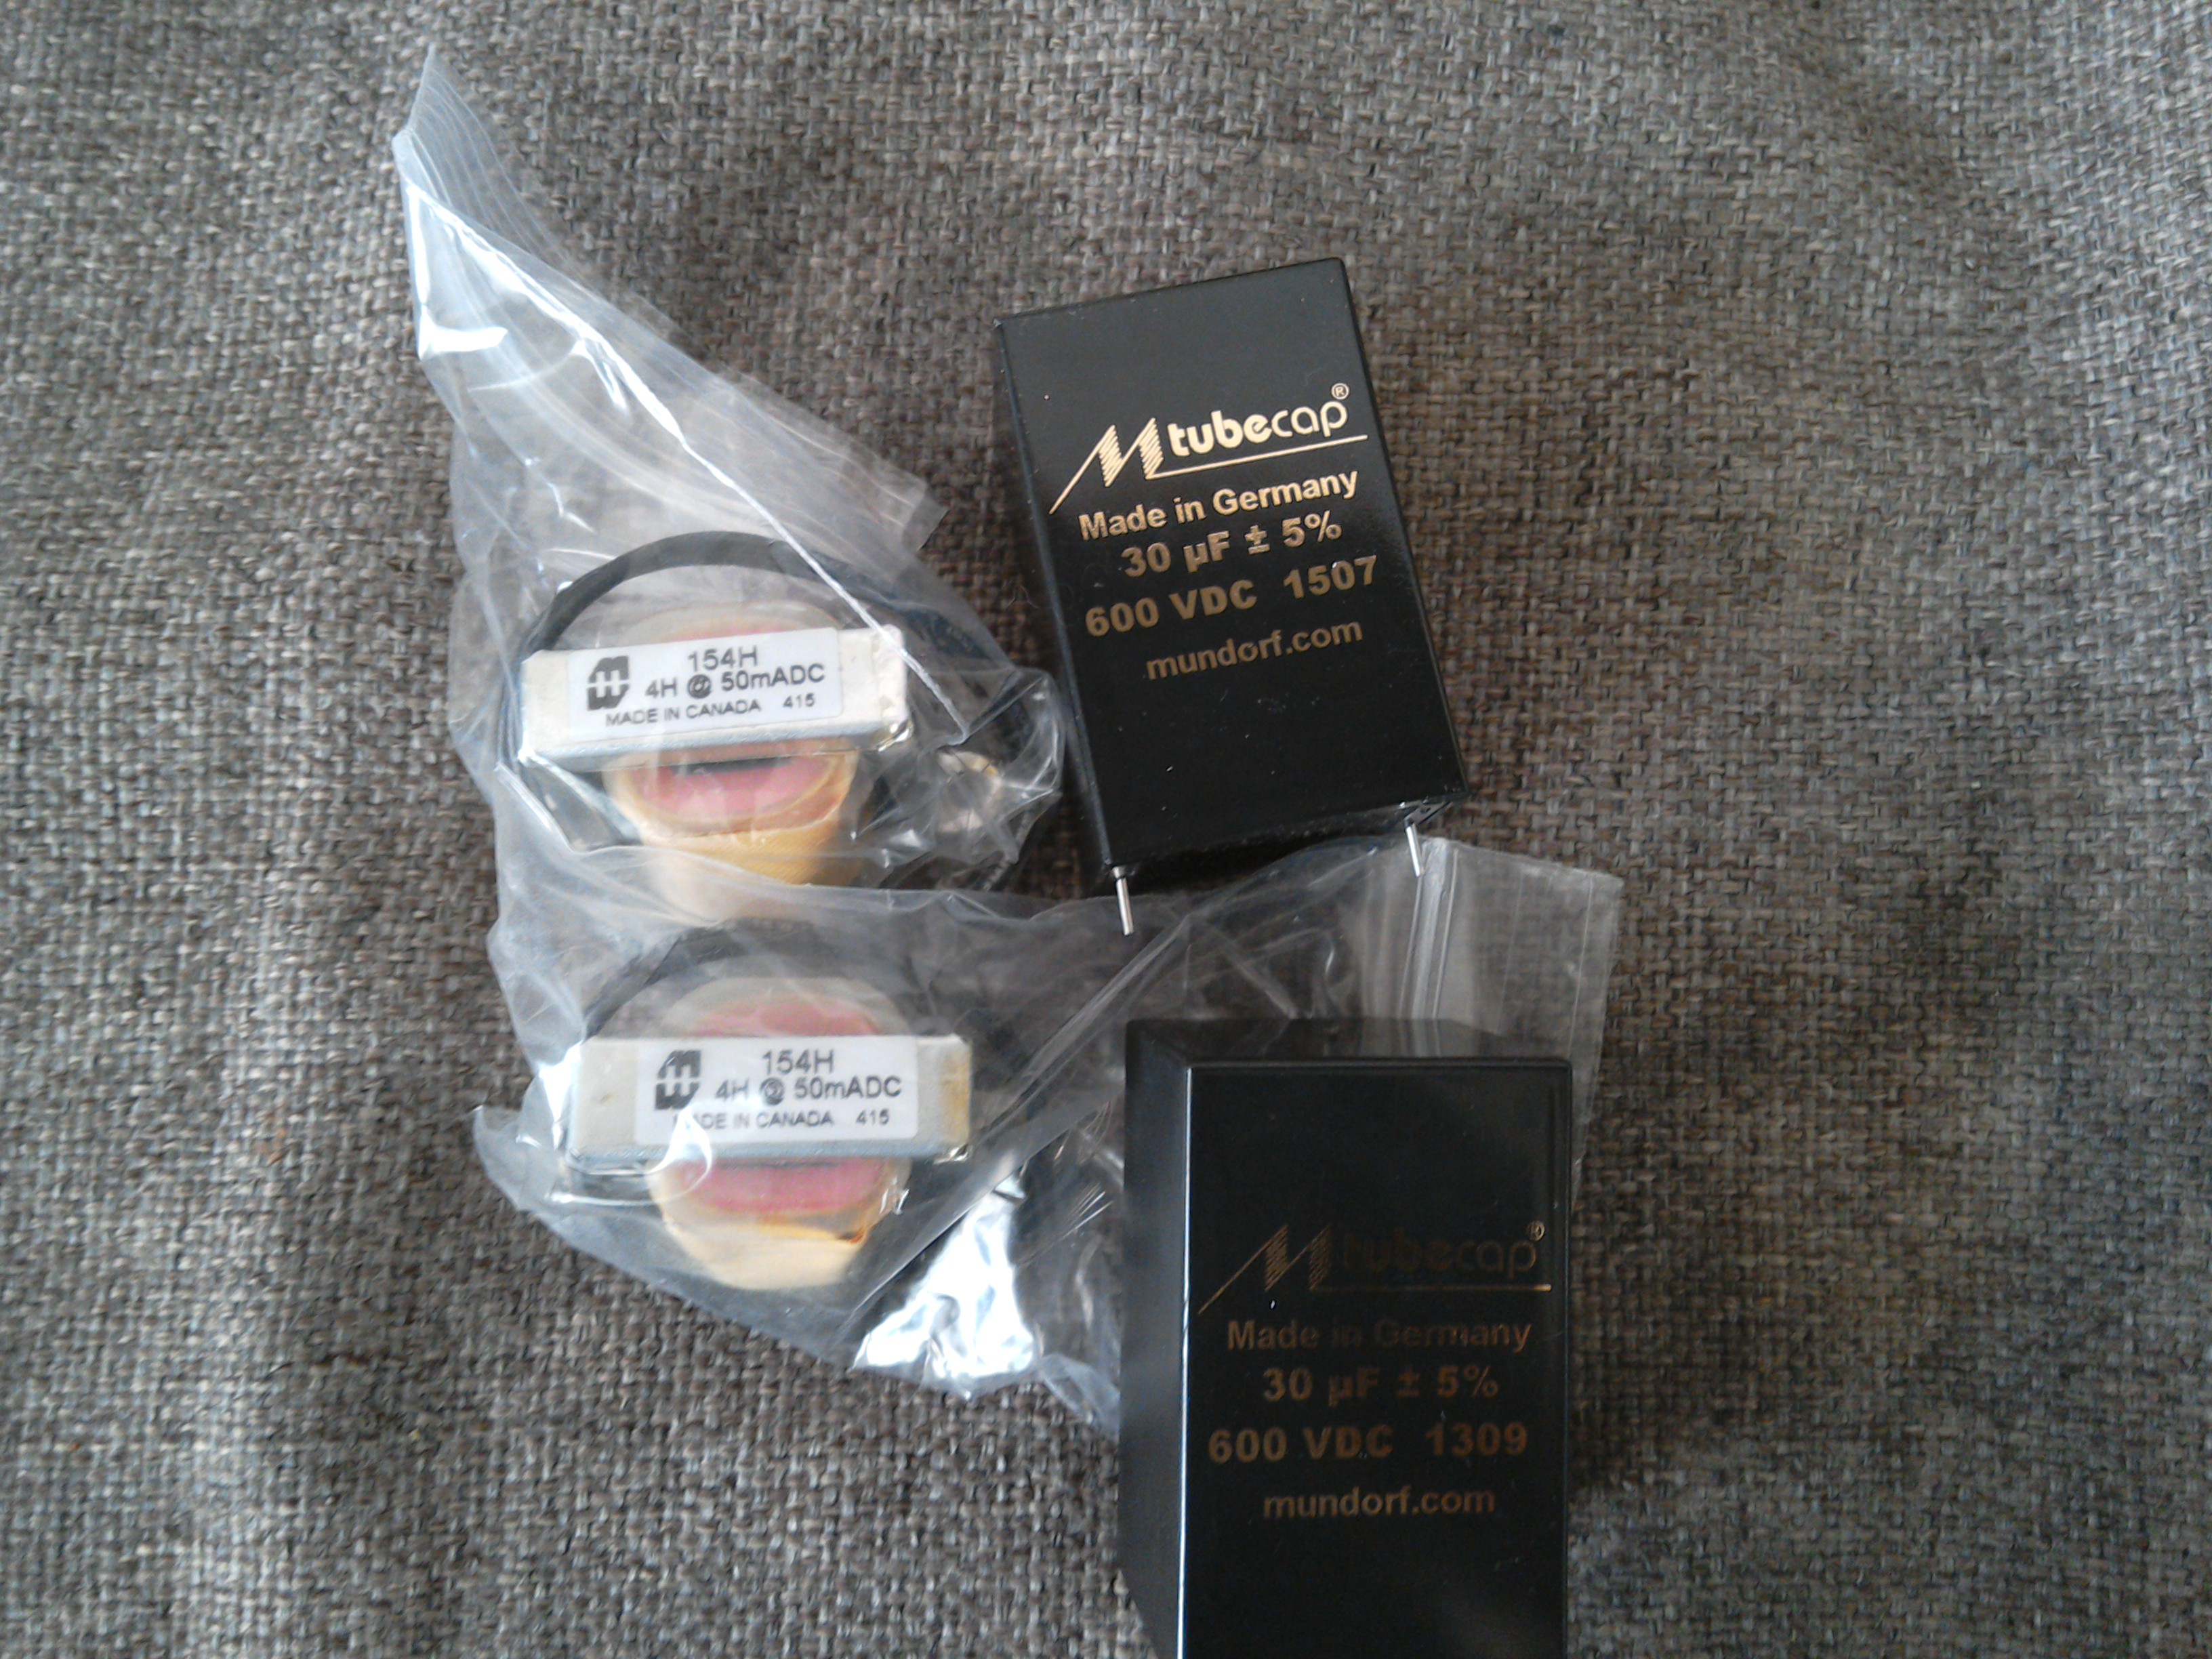 tubecap®
Made in Germany
30 µF ± 5%
600 VDC 1507
mundorf.com
154H
4H @ 50mADC
MADE IN CANADA 415
154H
4H @ 50mADC
MADE IN CANADA 415
tubecap®
Made in Germany
30 µF ± 5%
600 VDC 1309
mundorf.com